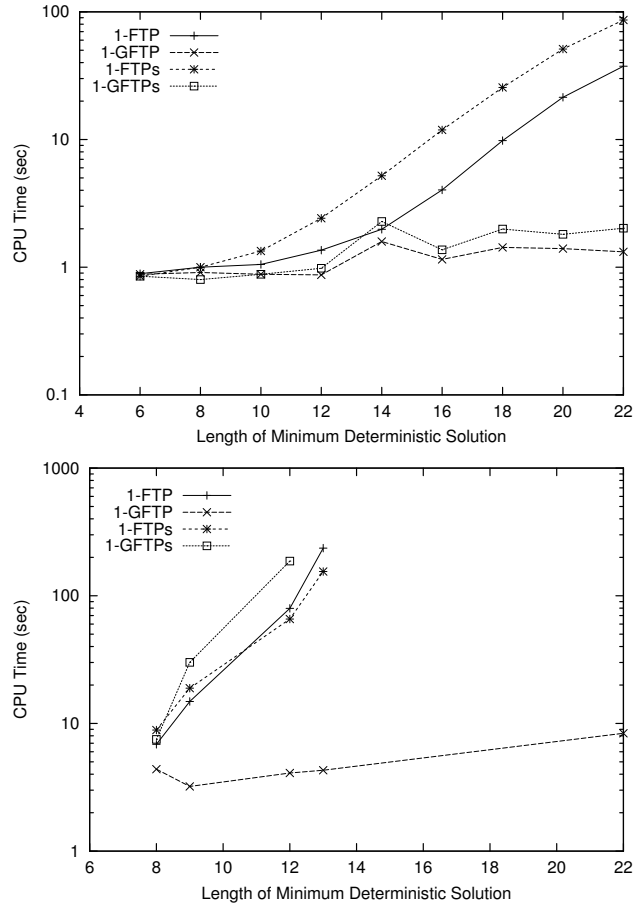 100
10
1
0.1
CPU Time (sec)
1-FTP
1-GFTP
1-FTPs
1-GFTPs
4 6 8 10 12 14 16 18 20 22
Length of Minimum Deterministic Solution
1000
100
10
1
CPU Time (sec)
1-FTP
1-GFTP
1-FTPs
1-GFTPs
6 8 10 12 14 16 18 20 22
Length of Minimum Deterministic Solution